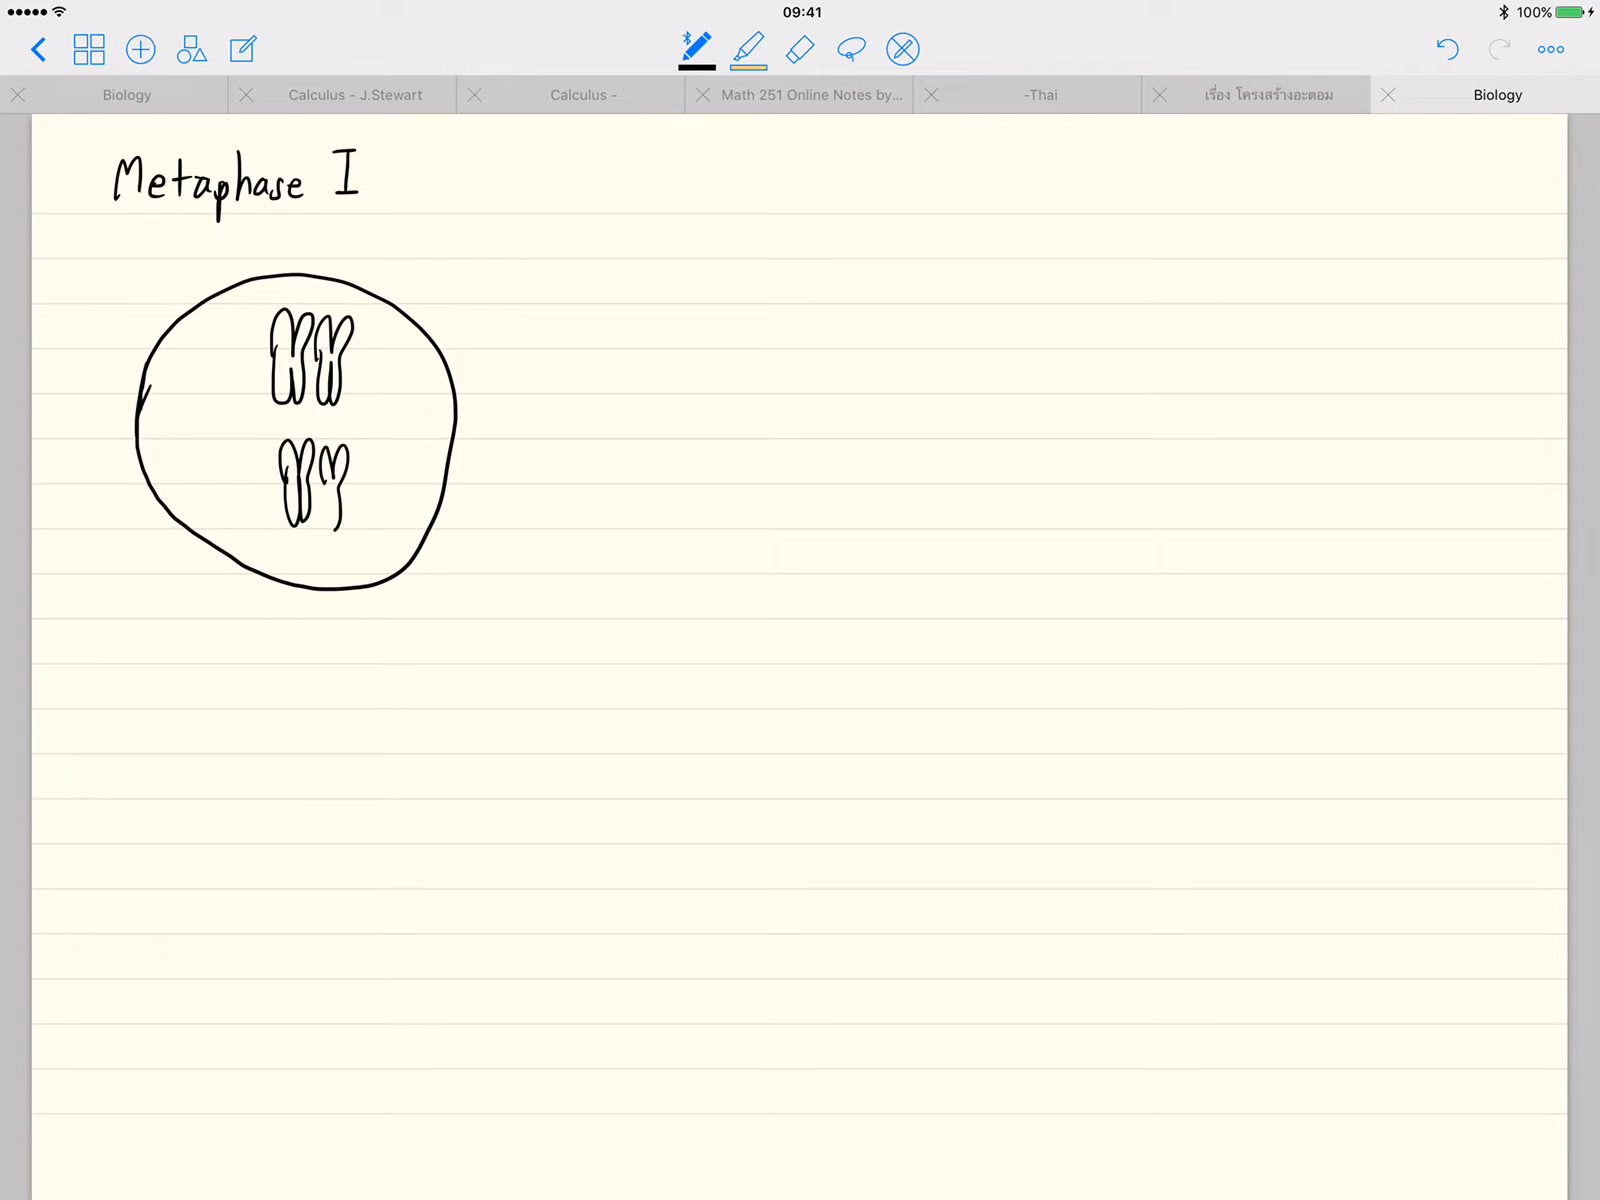 09:41
100%
Biology
Calculus - J.Stewart
Calculus -
Math 251 Online Notes by...
-Thai
เรื่อง โครงสร้างอะตอม
Biology
Metaphase I